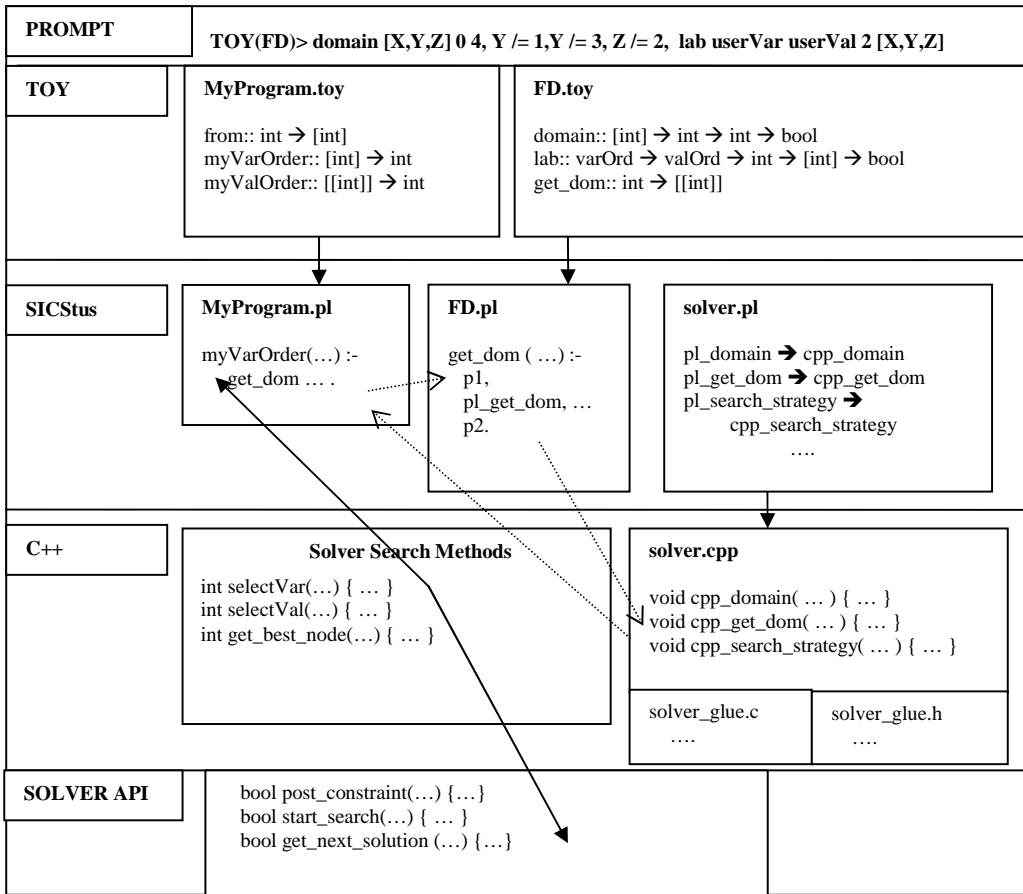 PROMPT
TOY(FD)> domain [X,Y,Z] 0 4, Y /= 1,Y /= 3, Z /= 2, lab userVar userVal 2 [X,Y,Z]
TOY
MyProgram.toy
from:: int → [int]
myVarOrder:: [int] → int
myValOrder:: [[int]] → int
FD.toy
domain:: [int] → int → int → bool
lab:: varOrd → valOrd → int → [int] → bool
get_dom:: int → [[int]]
SICStus
MyProgram.pl
myVarOrder(…) :-
get_dom … .
FD.pl
get_dom ( …) :-
p1,
pl_get_dom, …
p2.
solver.pl
pl_domain ➔ cpp_domain
pl_get_dom ➔ cpp_get_dom
pl_search_strategy ➔
cpp_search_strategy
….
C++
Solver Search Methods
int selectVar(…) { … }
int selectVal(…) { … }
int get_best_node(…) { … }
solver.cpp
void cpp_domain( … ) { … }
void cpp_get_dom( … ) { … }
void cpp_search_strategy( … ) { … }
solver_glue.c
….
solver_glue.h
….
SOLVER API
bool post_constraint(…) {…}
bool start_search(…) { … }
bool get_next_solution (…) {…}